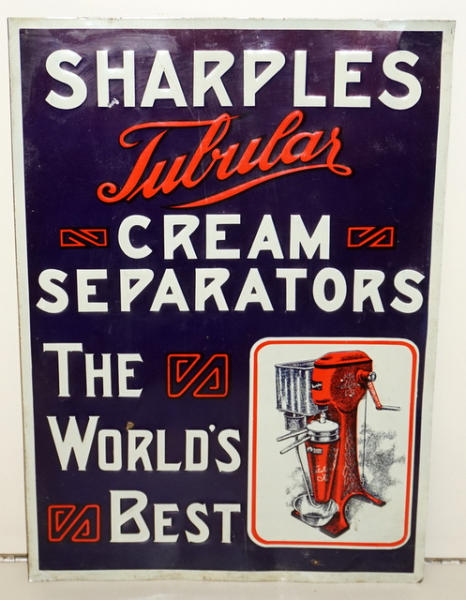 SHARPLES
Tubular
CREAM
SEPARATORS
THE
WORLD'S
BEST